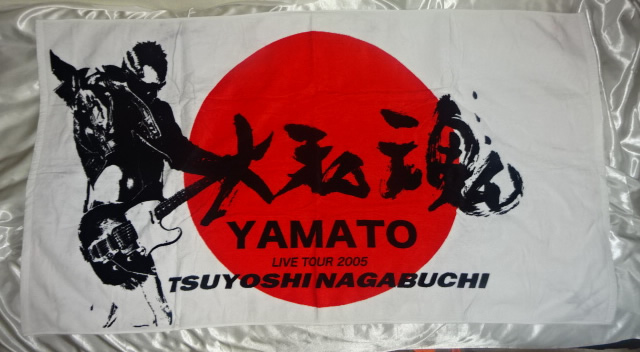 大和魂
YAMATO
LIVE TOUR 2005
TSUYOSHI NAGABUCHI